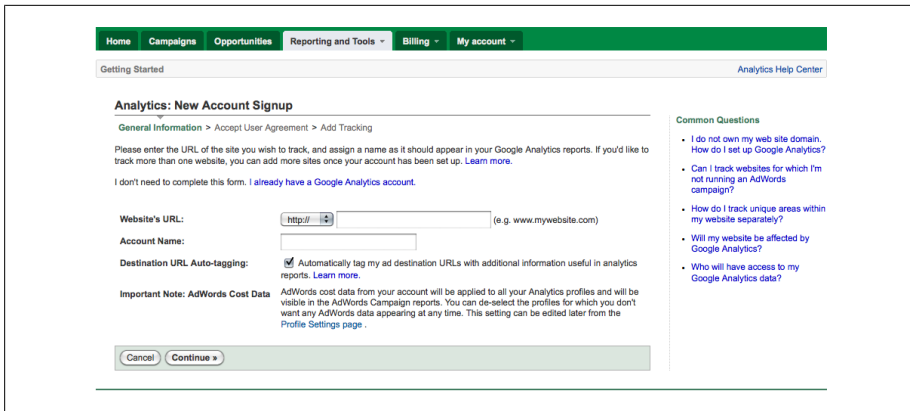 Home Campaigns Opportunities Reporting and Tools Billing My account
Getting Started Analytics Help Center
Analytics: New Account Signup
General Information > Accept User Agreement > Add Tracking
Please enter the URL of the site you wish to track, and assign a name as it should appear in your Google Analytics reports. If you'd like to
track more than one website, you can add more sites once your account has been set up. Learn more.
I don't need to complete this form. I already have a Google Analytics account.
Website's URL: http:// (e.g. www.mywebsite.com)
Account Name:
Destination URL Auto-tagging: Automatically tag my ad destination URLs with additional information useful in analytics
reports. Learn more.
Important Note: AdWords Cost Data AdWords cost data from your account will be applied to all your Analytics profiles and will be
visible in the AdWords Campaign reports. You can de-select the profiles for which you don't
want any AdWords data appearing at any time. This setting can be edited later from the
Profile Settings page .
Cancel Continue »
Common Questions
• I do not own my web site domain.
How do I set up Google Analytics?
• Can I track websites for which I'm
not running an AdWords
campaign?
• How do I track unique areas within
my website separately?
• Will my website be affected by
Google Analytics?
• Who will have access to my
Google Analytics data?